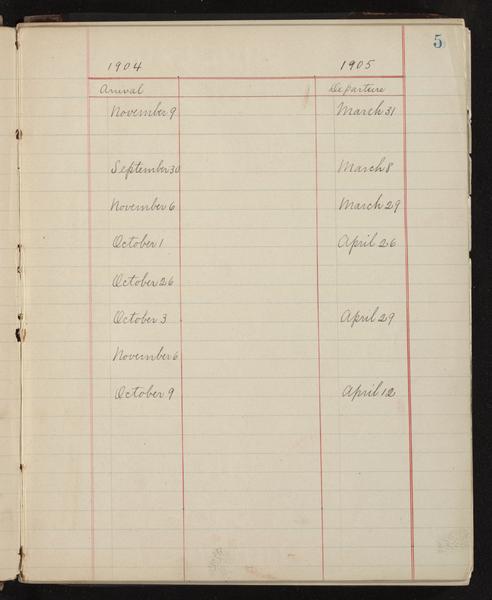 5
1904 1905
Arrival Departure
November 9 March 31
September 30 March 8
November 6 March 29
October 1 April 26
October 26
October 3 April 29
November 6
October 9 April 12